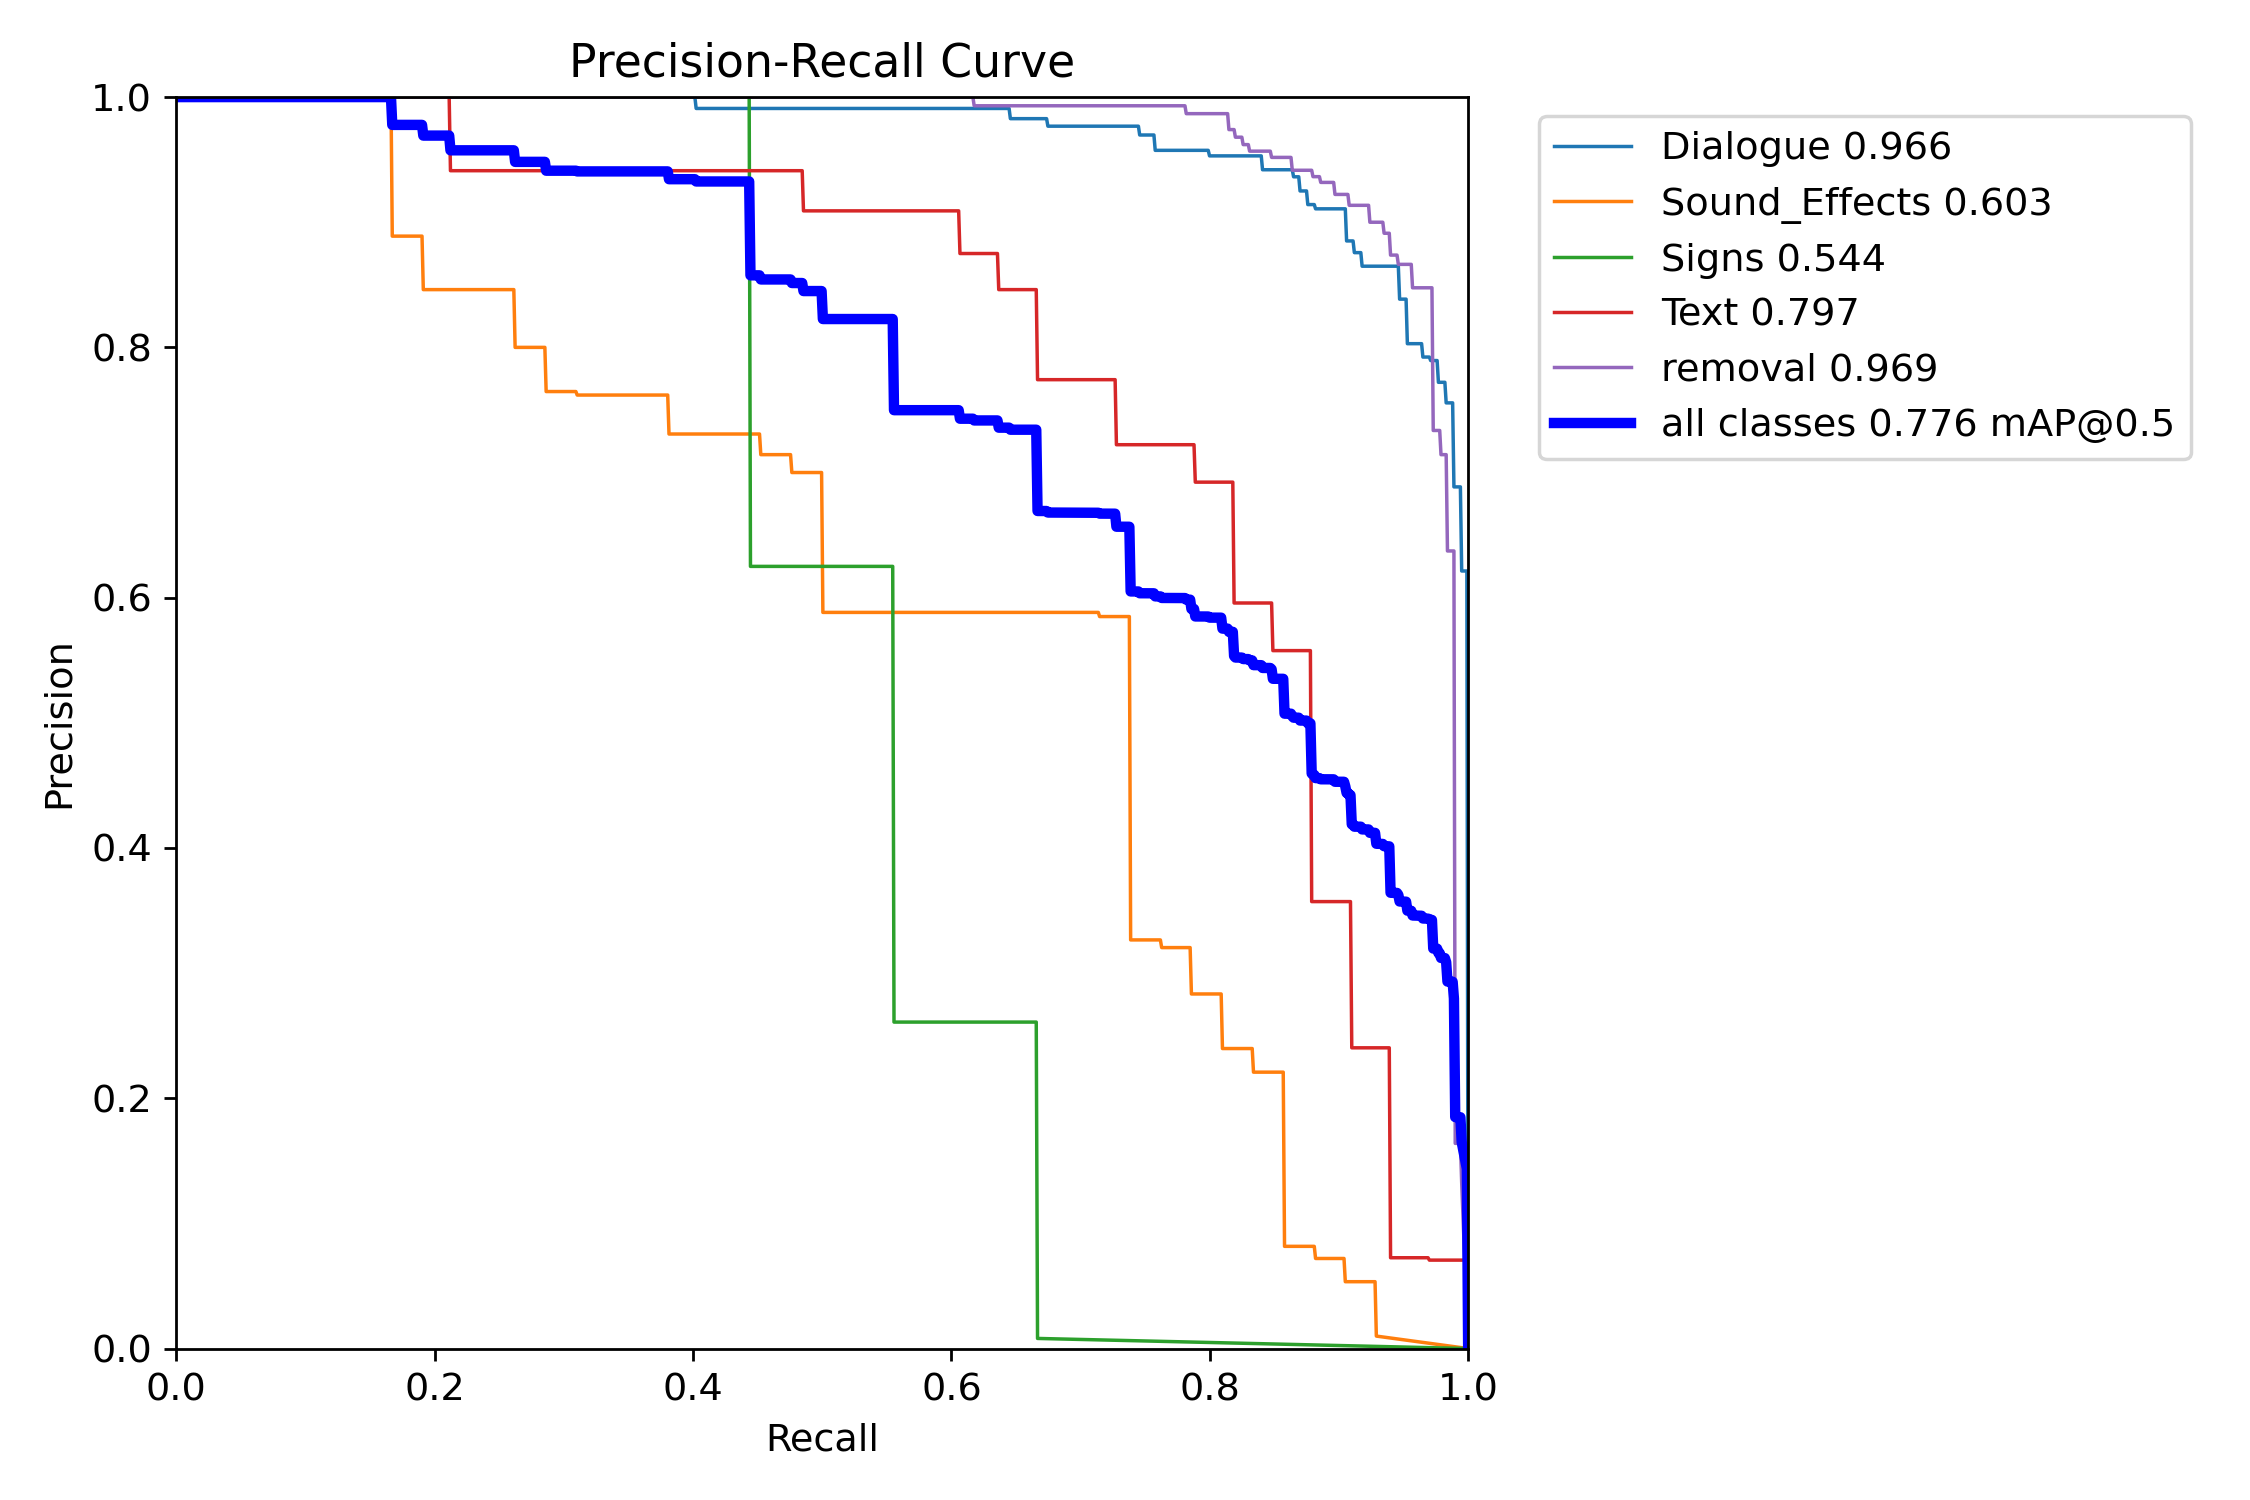 Precision-Recall Curve
1.0
0.8
0.6
0.4
0.2
0.0
Precision
0.0 0.2 0.4 0.6 0.8 1.0
Recall
Dialogue 0.966
Sound_Effects 0.603
Signs 0.544
Text 0.797
removal 0.969
all classes 0.776 mAP@0.5